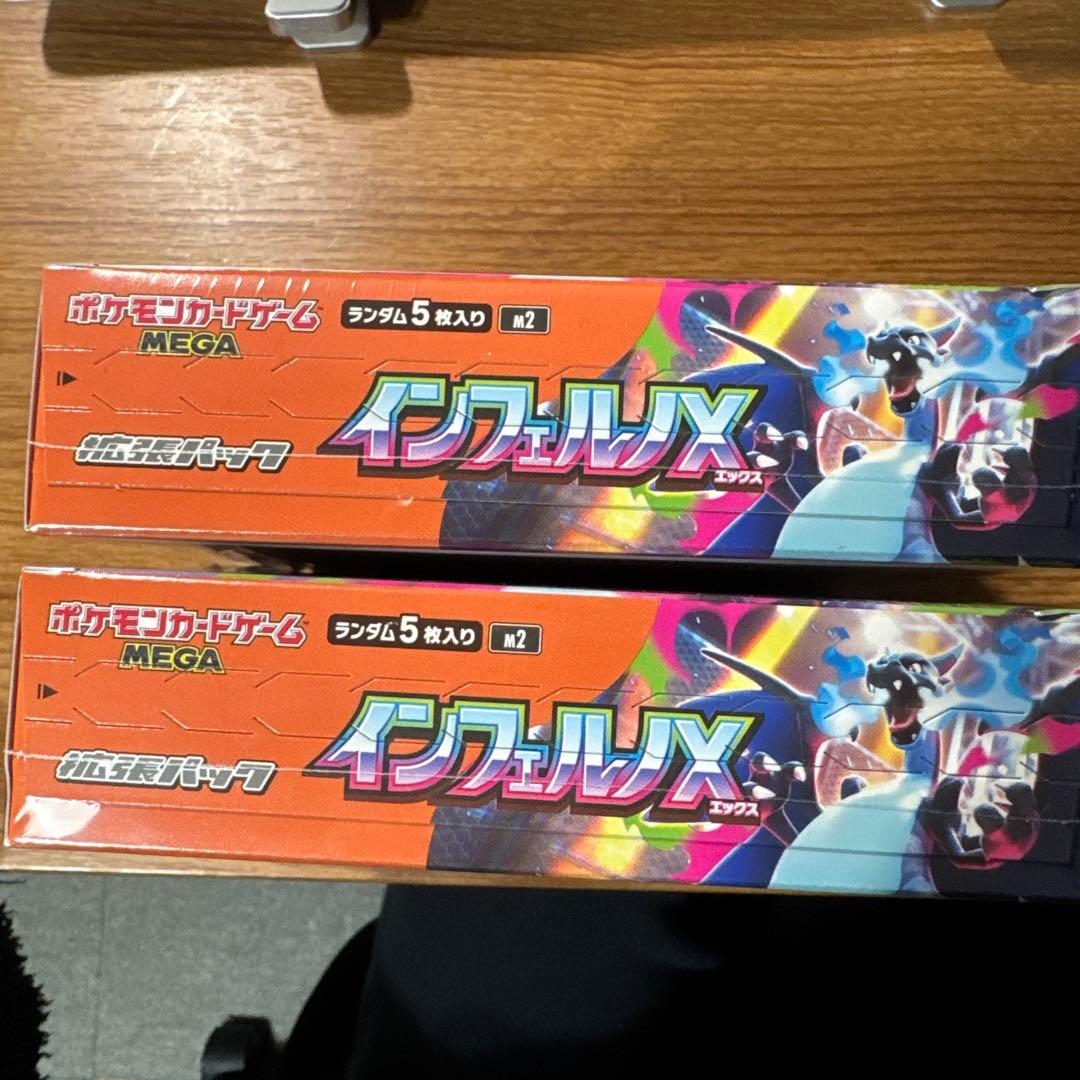 ポケモンカードゲーム
MEGA
ランダム5枚入り
M2
拡張パック
インフェルノX
エックス
ポケモンカードゲーム
MEGA
ランダム5枚入り
M2
拡張パック
インフェルノX
エックス